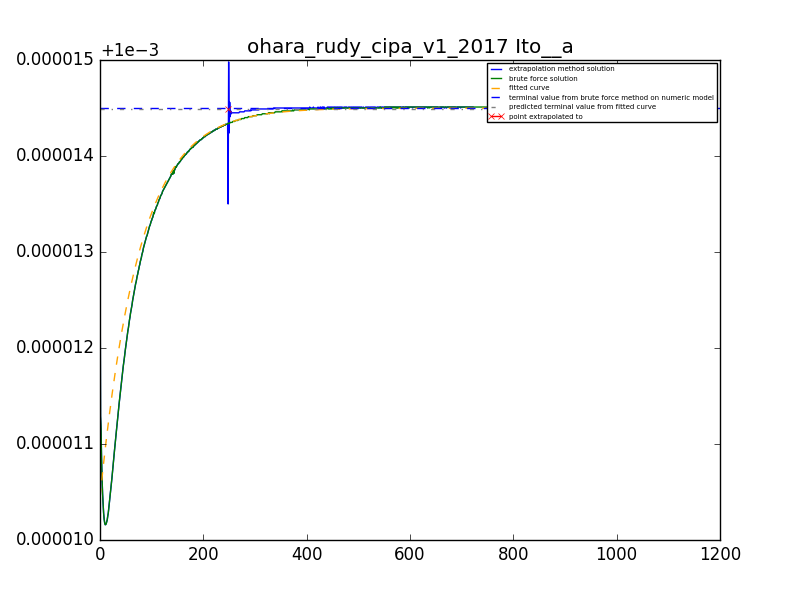 ohara_rudy_cipa_v1_2017 Ito__a
+1e−3
0.000015
0.000014
0.000013
0.000012
0.000011
0.000010
0
200
400
600
800
1000
1200
extrapolation method solution
brute force solution
fitted curve
terminal value from brute force method on numeric model
predicted terminal value from fitted curve
point extrapolated to